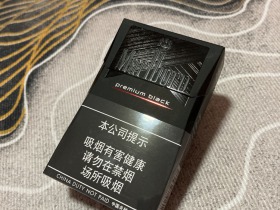 premium black
本公司提示
吸烟有害健康
请勿在禁烟
场所吸烟
CHINA DUTY NOT PAID